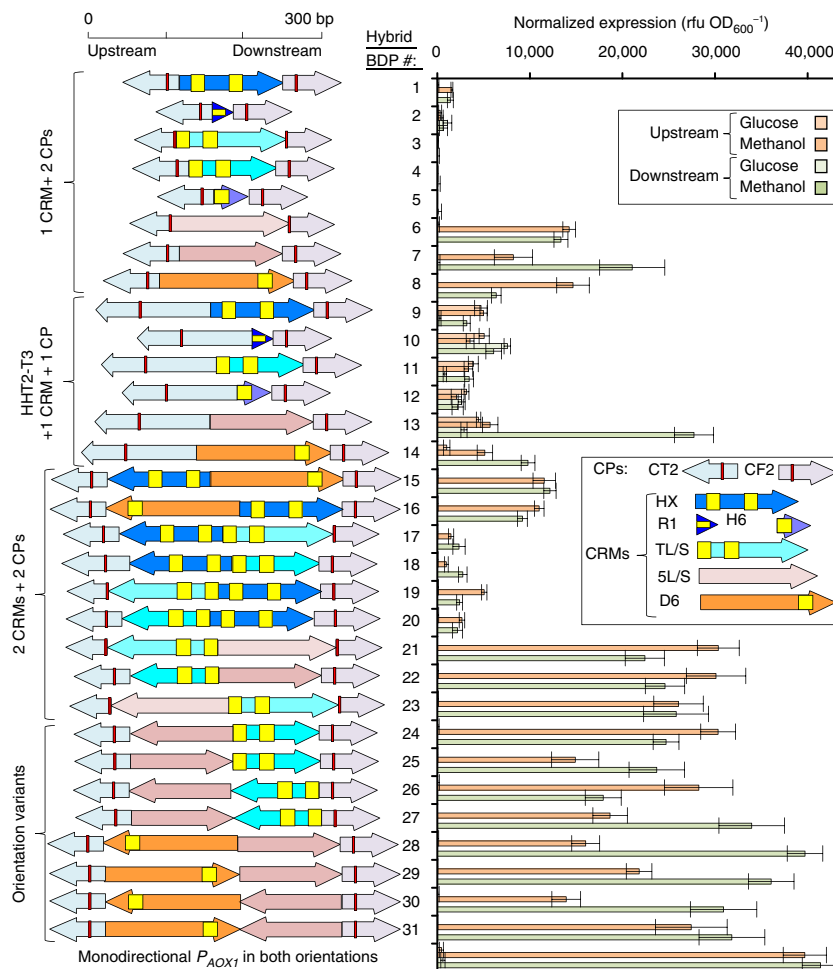 0 300 bp
Upstream Downstream
Hybrid
BDP #:
Normalized expression (rfu OD600−1)
0 10,000 20,000 30,000 40,000
1 CRM+ 2 CPs
HHT2-T3
+1 CRM + 1 CP
2 CRMs + 2 CPs
Orientation variants
1
2
3
4
5
6
7
8
9
10
11
12
13
14
15
16
17
18
19
20
21
22
23
24
25
26
27
28
29
30
31
Monodirectional PAOX1 in both orientations
Upstream Glucose
Methanol
Downstream Glucose
Methanol
CPs: CT2 CF2
CRMs
HX
R1 H6
TL/S
5L/S
D6